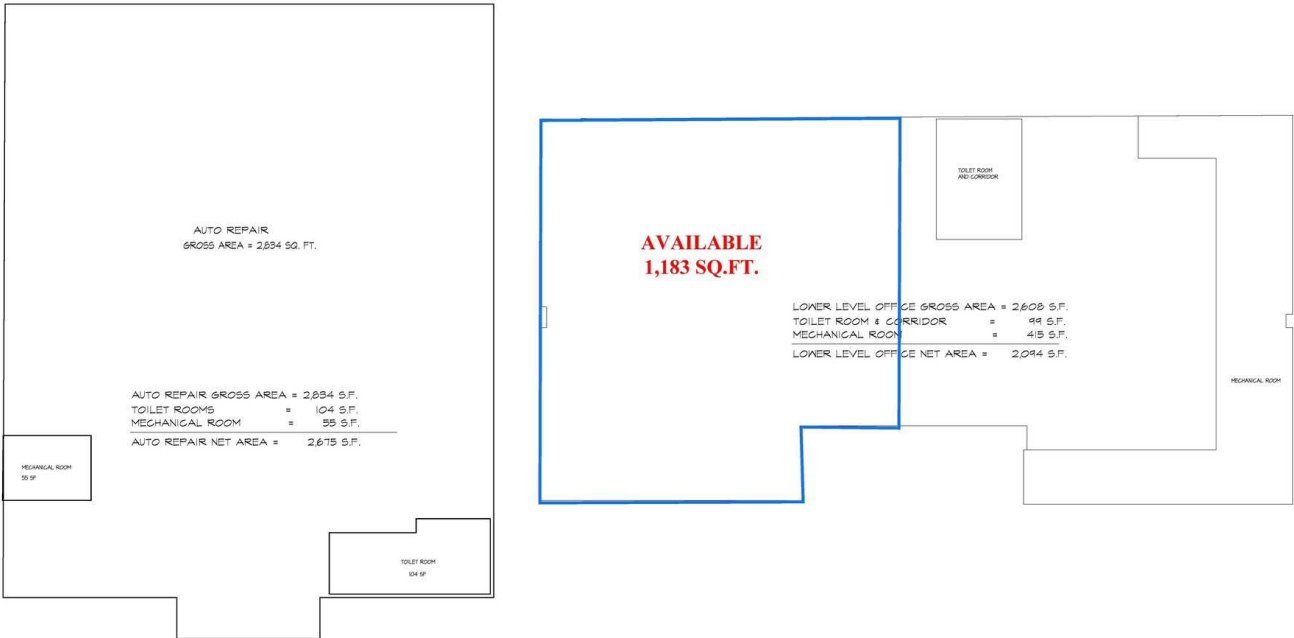 AUTO REPAIR
GROSS AREA = 2,834 SQ. FT.
AUTO REPAIR GROSS AREA = 2,834 S.F.
TOILET ROOMS = 104 S.F.
MECHANICAL ROOM = 55 S.F.
AUTO REPAIR NET AREA = 2,675 S.F.
MECHANICAL ROOM
55 SF
TOILET ROOM
104 SF
TOILET ROOM
AND CORRIDOR
AVAILABLE
1,183 SQ.FT.
LOWER LEVEL OFFICE GROSS AREA = 2,608 S.F.
TOILET ROOM & CORRIDOR = 99 S.F.
MECHANICAL ROOM = 415 S.F.
LOWER LEVEL OFFICE NET AREA = 2,094 S.F.
MECHANICAL ROOM